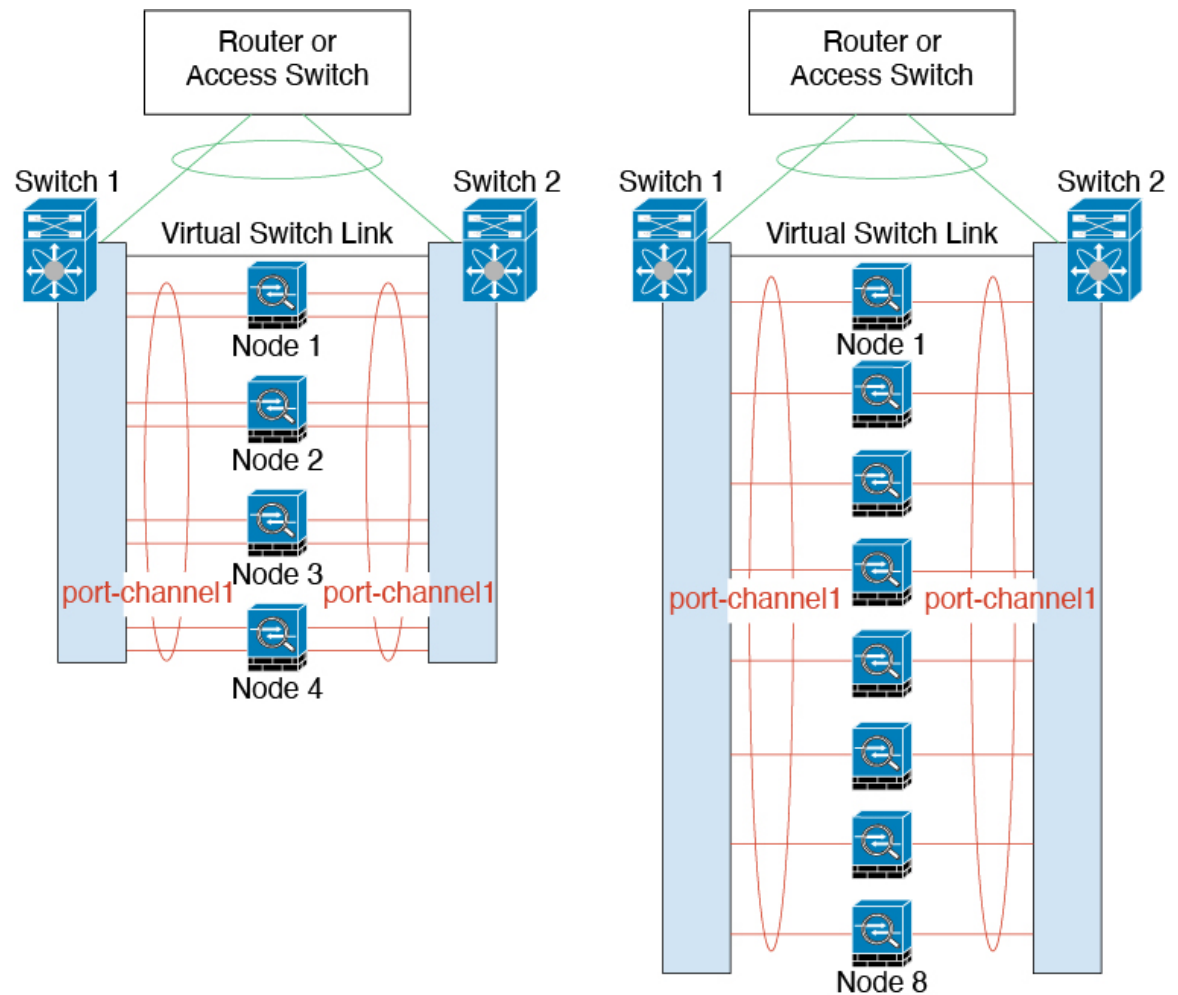 Router or
Access Switch
Switch 1
Switch 2
Virtual Switch Link
Node 1
Node 2
Node 3
port-channel1
port-channel1
Node 4
Router or
Access Switch
Switch 1
Switch 2
Virtual Switch Link
Node 1
port-channel1
port-channel1
Node 8